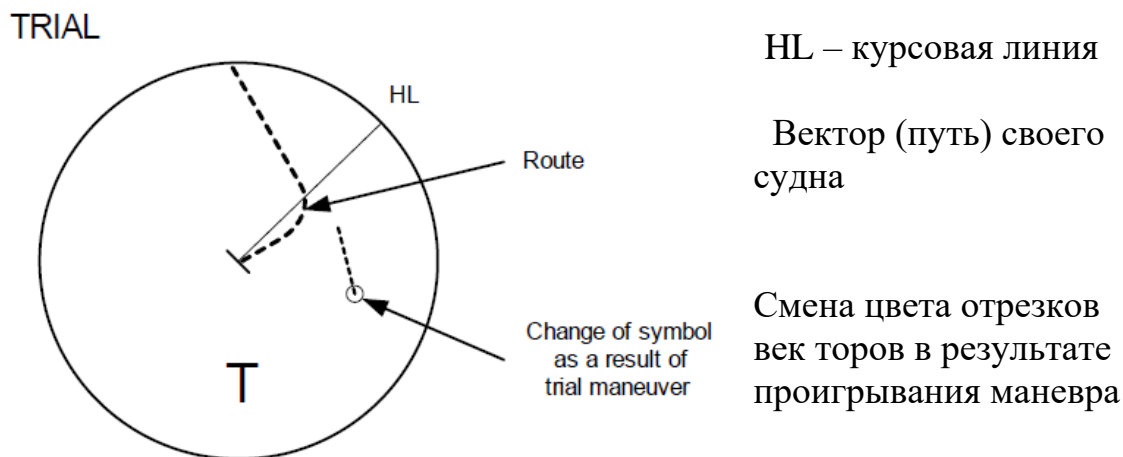 TRIAL
HL
Route
Change of symbol
as a result of
trial maneuver
T
HL – курсовая линия
Вектор (путь) своего
судна
Смена цвета отрезков
век торов в результате
проигрывания маневра